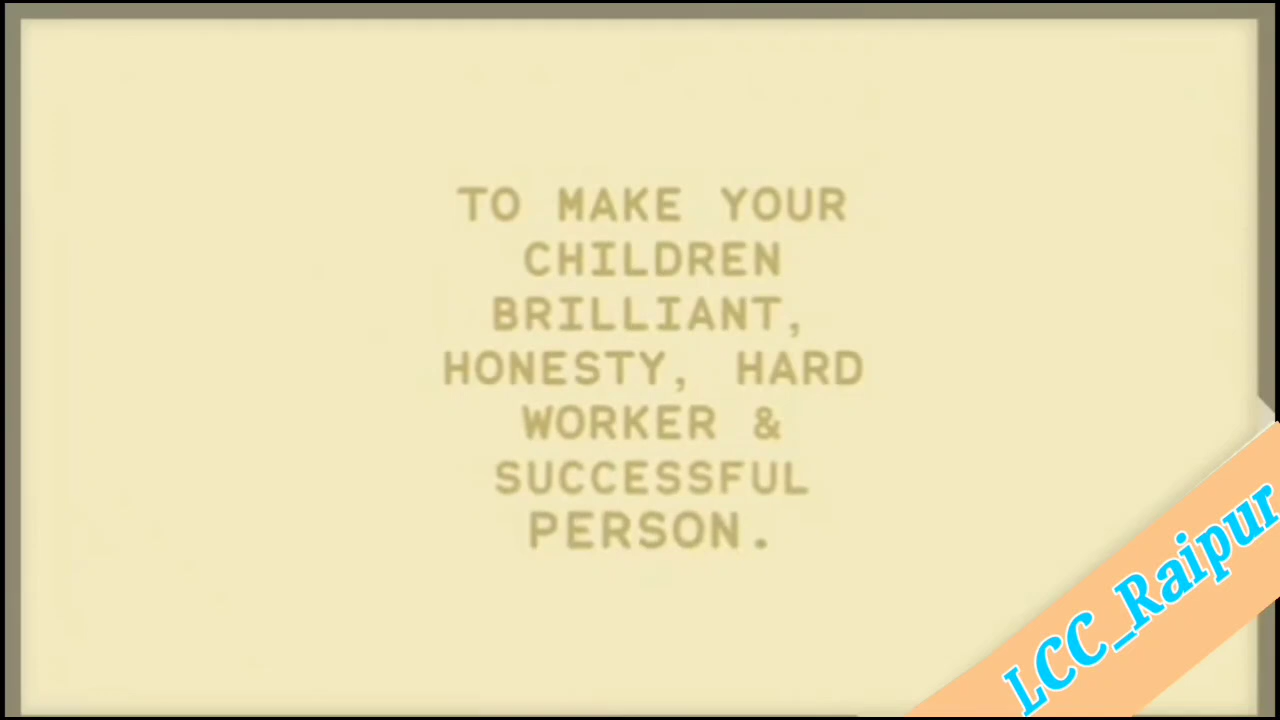 TO MAKE YOUR
CHILDREN
BRILLIANT,
HONESTY, HARD
WORKER &
SUCCESSFUL
PERSON.
LCC_Raipur